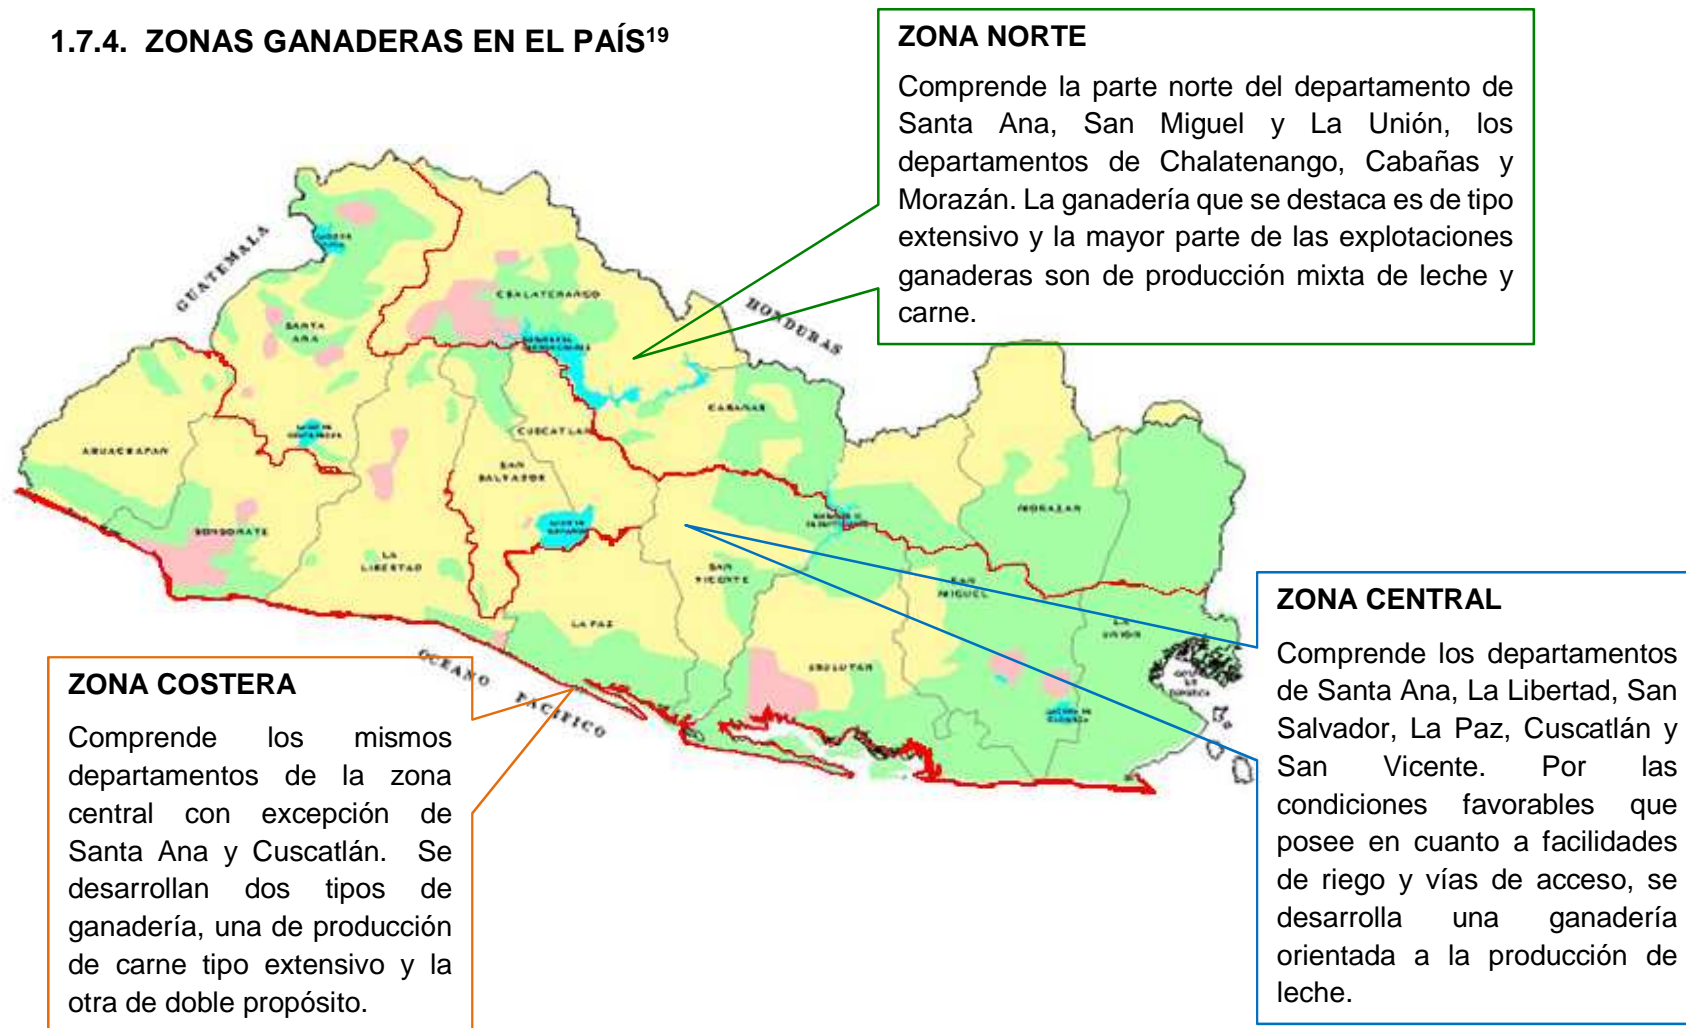 1.7.4. ZONAS GANADERAS EN EL PAÍS19
ZONA NORTE
Comprende la parte norte del departamento de
Santa Ana, San Miguel y La Unión, los
departamentos de Chalatenango, Cabañas y
Morazán. La ganadería que se destaca es de tipo
extensivo y la mayor parte de las explotaciones
ganaderas son de producción mixta de leche y
carne.
GUATEMALA
HONDURAS
CHALATENANGO
SANTA
ANA
CABAÑAS
CUSCATLAN
AHUACHAPAN
SAN
SALVADOR
MORAZAN
SONSONATE
LA
LIBERTAD
SAN
VICENTE
SAN
MIGUEL
LA PAZ
LA
UNION
USULUTAN
OCEANO PACIFICO
ZONA COSTERA
Comprende los mismos
departamentos de la zona
central con excepción de
Santa Ana y Cuscatlán. Se
desarrollan dos tipos de
ganadería, una de producción
de carne tipo extensivo y la
otra de doble propósito.
ZONA CENTRAL
Comprende los departamentos
de Santa Ana, La Libertad, San
Salvador, La Paz, Cuscatlán y
San Vicente. Por las
condiciones favorables que
posee en cuanto a facilidades
de riego y vías de acceso, se
desarrolla una ganadería
orientada a la producción de
leche.